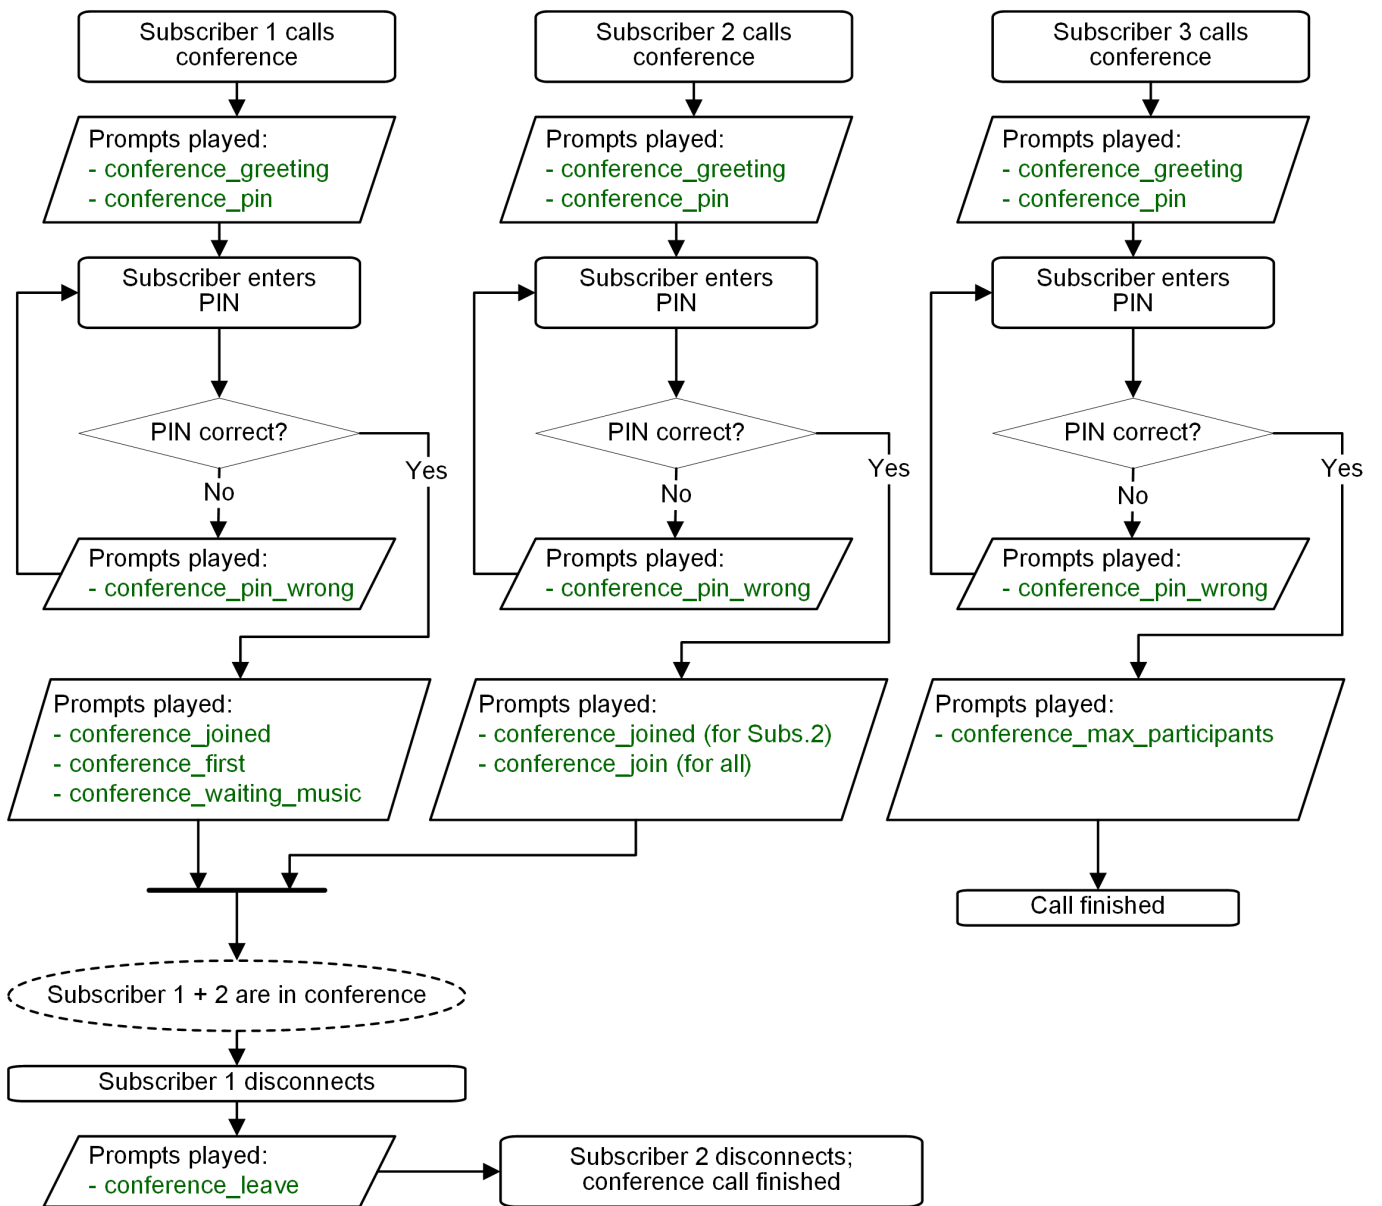 Subscriber 1 calls
conference
Subscriber 2 calls
conference
Subscriber 3 calls
conference
Prompts played:
- conference_greeting
- conference_pin
Prompts played:
- conference_greeting
- conference_pin
Prompts played:
- conference_greeting
- conference_pin
Subscriber enters
PIN
Subscriber enters
PIN
Subscriber enters
PIN
PIN correct?
PIN correct?
PIN correct?
Yes
Yes
Yes
No
No
No
Prompts played:
- conference_pin_wrong
Prompts played:
- conference_pin_wrong
Prompts played:
- conference_pin_wrong
Prompts played:
- conference_joined
- conference_first
- conference_waiting_music
Prompts played:
- conference_joined (for Subs.2)
- conference_join (for all)
Prompts played:
- conference_max_participants
Call finished
Subscriber 1 + 2 are in conference
Subscriber 1 disconnects
Prompts played:
- conference_leave
Subscriber 2 disconnects;
conference call finished